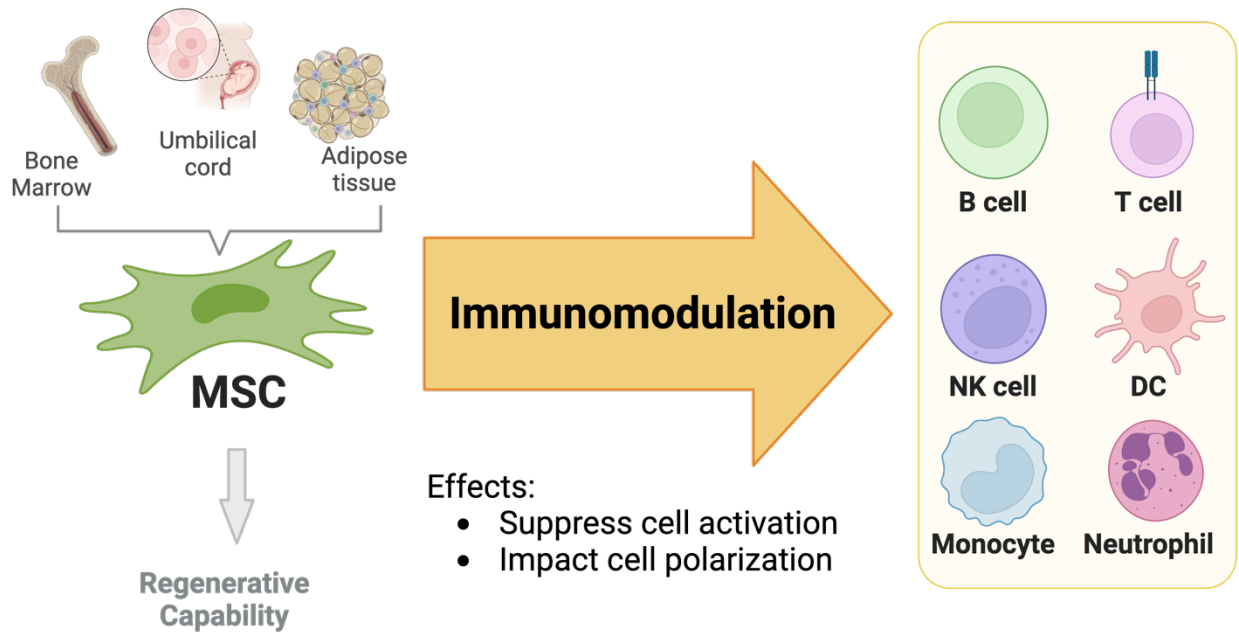 Bone
Marrow
Umbilical
cord
Adipose
tissue
MSC
Regenerative
Capability
Immunomodulation
Effects:
• Suppress cell activation
• Impact cell polarization
B cell
T cell
NK cell
DC
Monocyte
Neutrophil